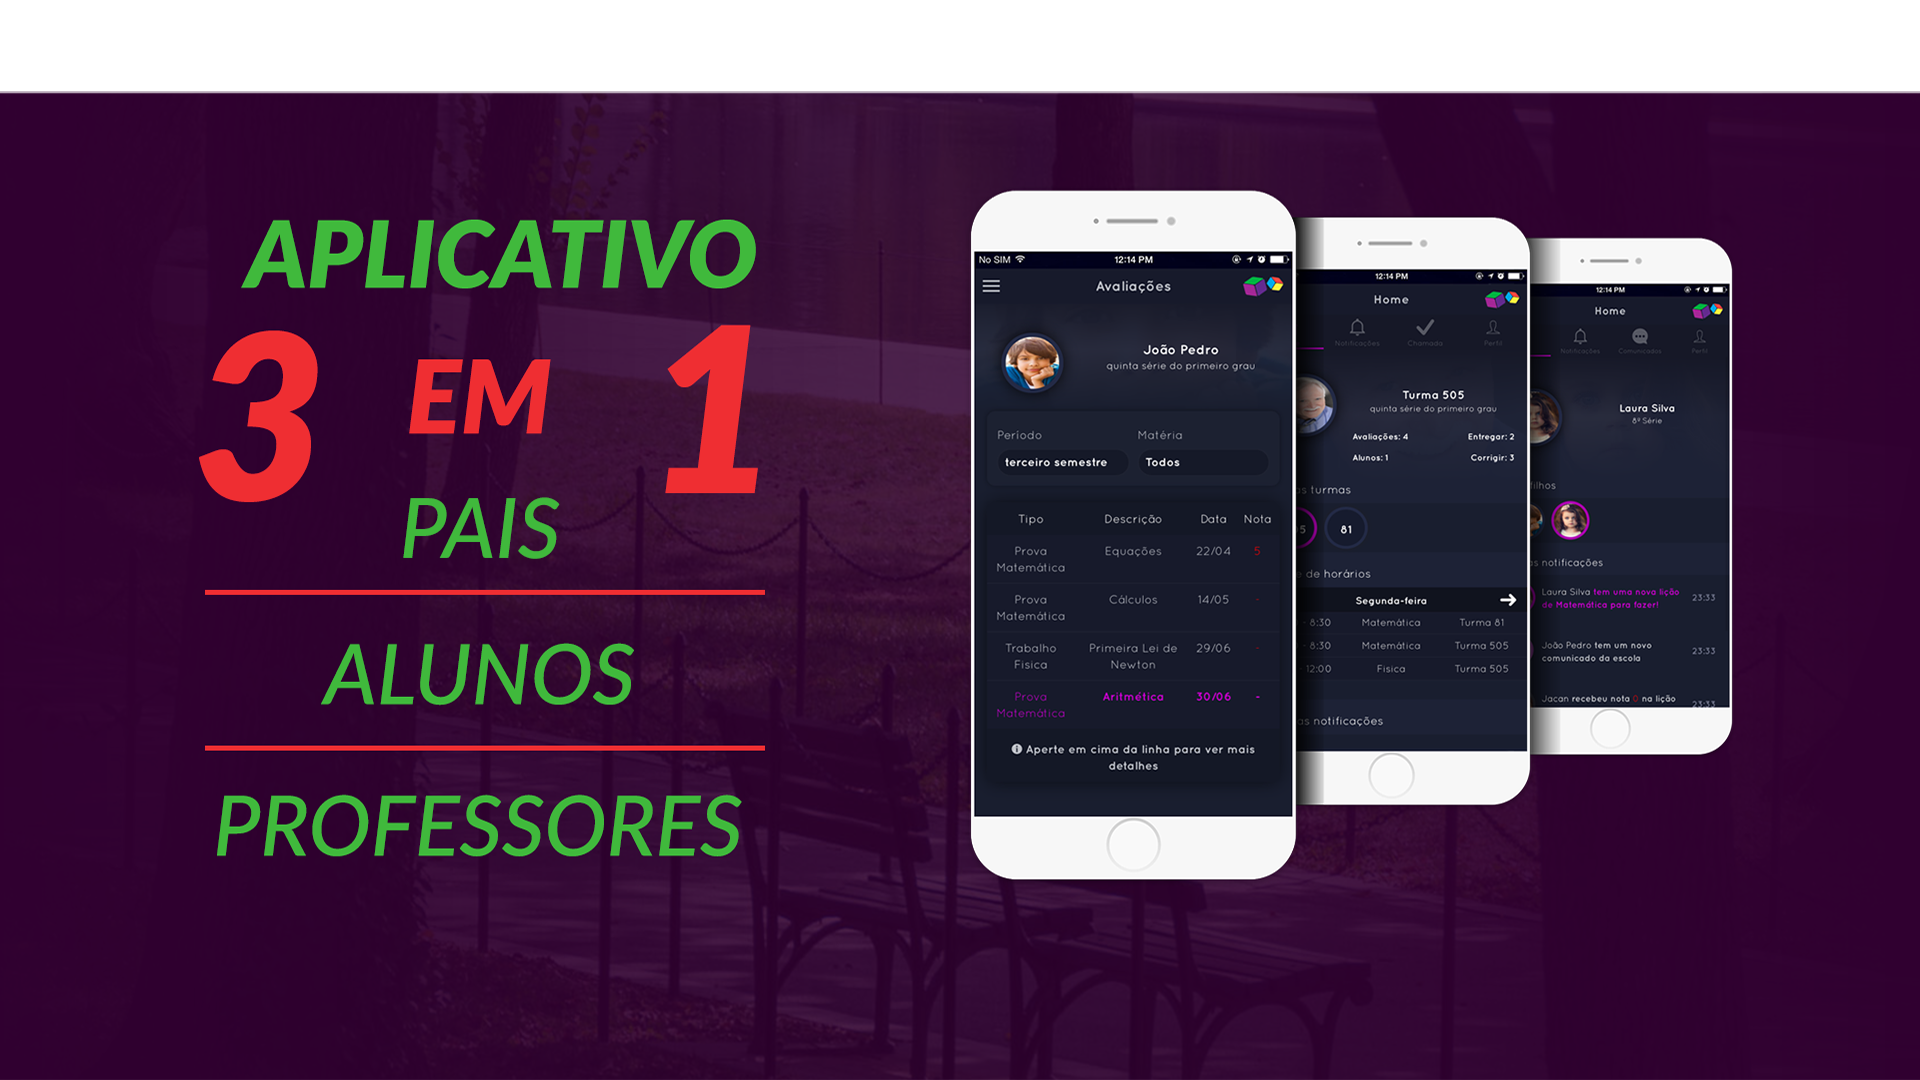 APLICATIVO
3 EM 1
PAIS
ALUNOS
PROFESSORES
No SIM 12:14 PM
Avaliações
João Pedro
quinta série do primeiro grau
Período Matéria
terceiro semestre Todos
Tipo Descrição Data Nota
Prova Matemática Equações 22/04 5
Prova Matemática Cálculos 14/05 -
Trabalho Fisica Primeira Lei de Newton 29/06 -
Prova Matemática Aritmética 30/06 -
Aperte em cima da linha para ver mais
detalhes
12:14 PM
Home
Notificações Chamada Perfil
Turma 505
quinta série do primeiro grau
Avaliações: 4 Entregar: 2
Alunos: 1 Corrigir: 3
s turmas
5 81
e de horários
Segunda-feira
- 8:30 Matemática Turma 81
- 8:30 Matemática Turma 505
12:00 Fisica Turma 505
as notificações
12:14 PM
Home
Notificações Comunicados Perfil
Laura Silva
8ª Série
filhos
s notificações
Laura Silva tem uma nova lição 23:33
de Matemática para fazer!
João Pedro tem um novo 23:33
comunicado da escola
Jacan recebeu nota 0 na lição 23:33